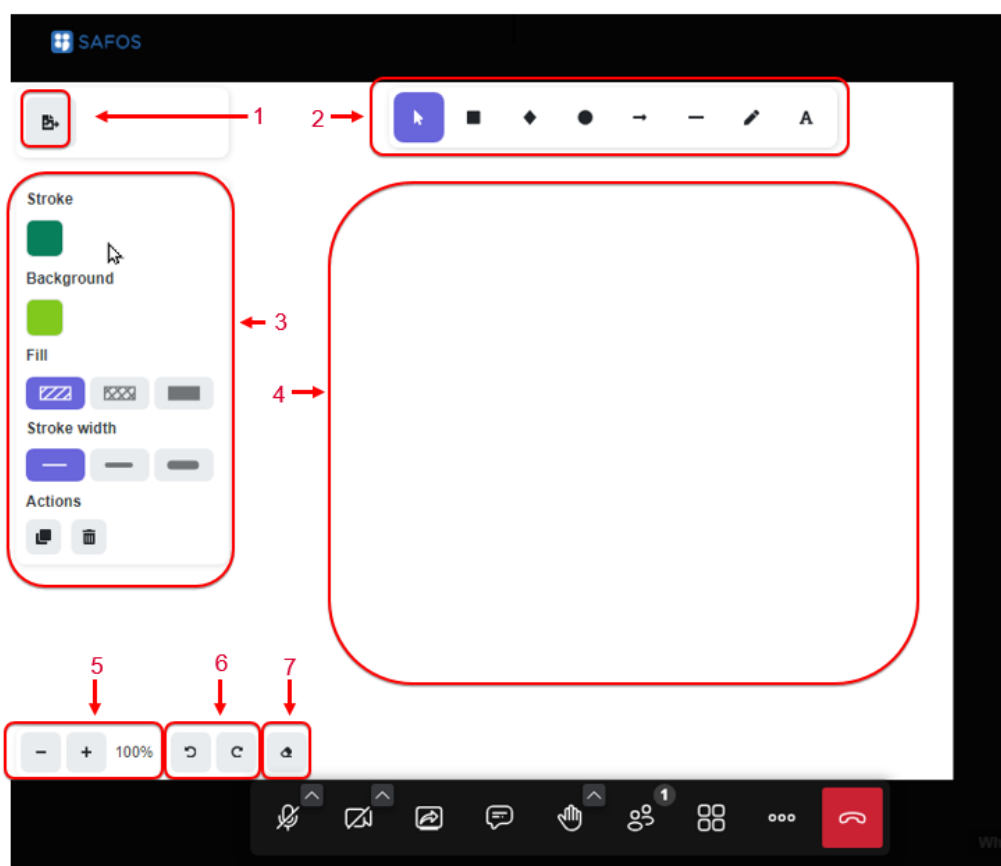 SAFOS
1
2
A
Stroke
Background
3
Fill
4
Stroke width
Actions
5
6
7
100%
1